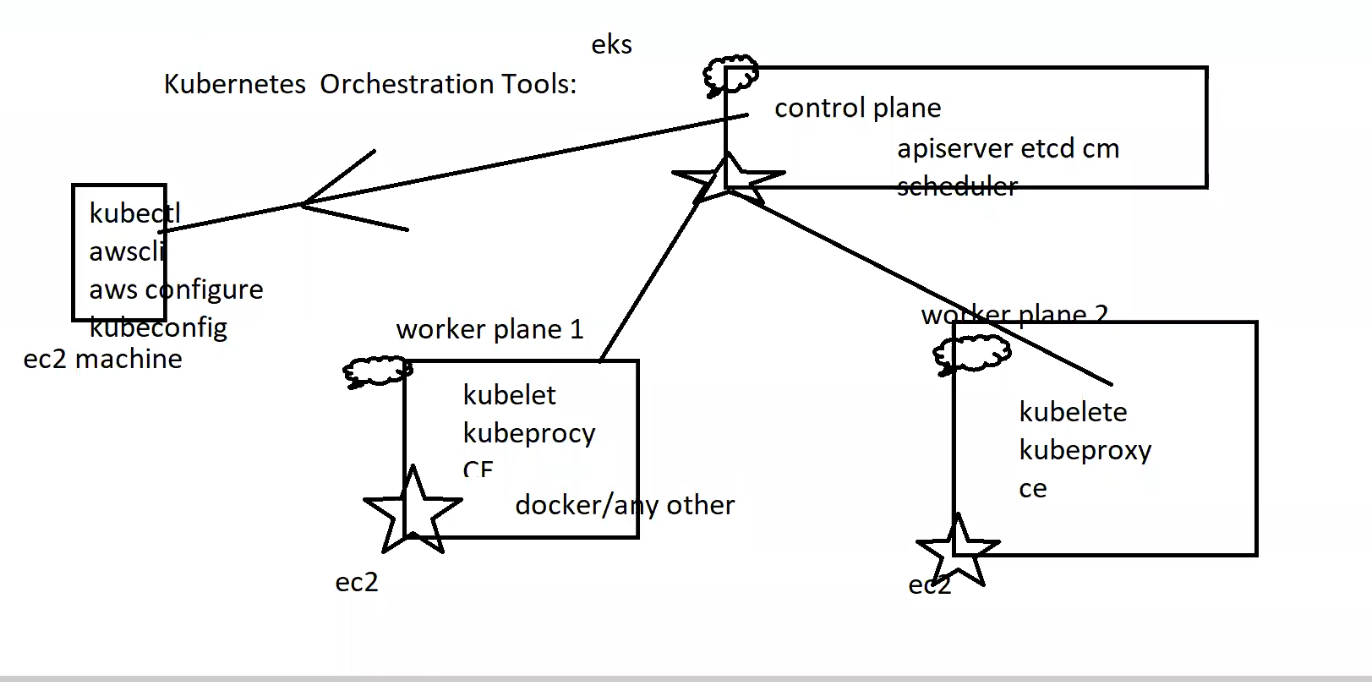 eks
Kubernetes Orchestration Tools:
control plane
apiserver etcd cm
scheduler
kubectl
awscli
aws configure
kubeconfig
ec2 machine
worker plane 1
kubelet
kubeprocy
CE
docker/any other
ec2
worker plane 2
kubelete
kubeproxy
ce
ec2